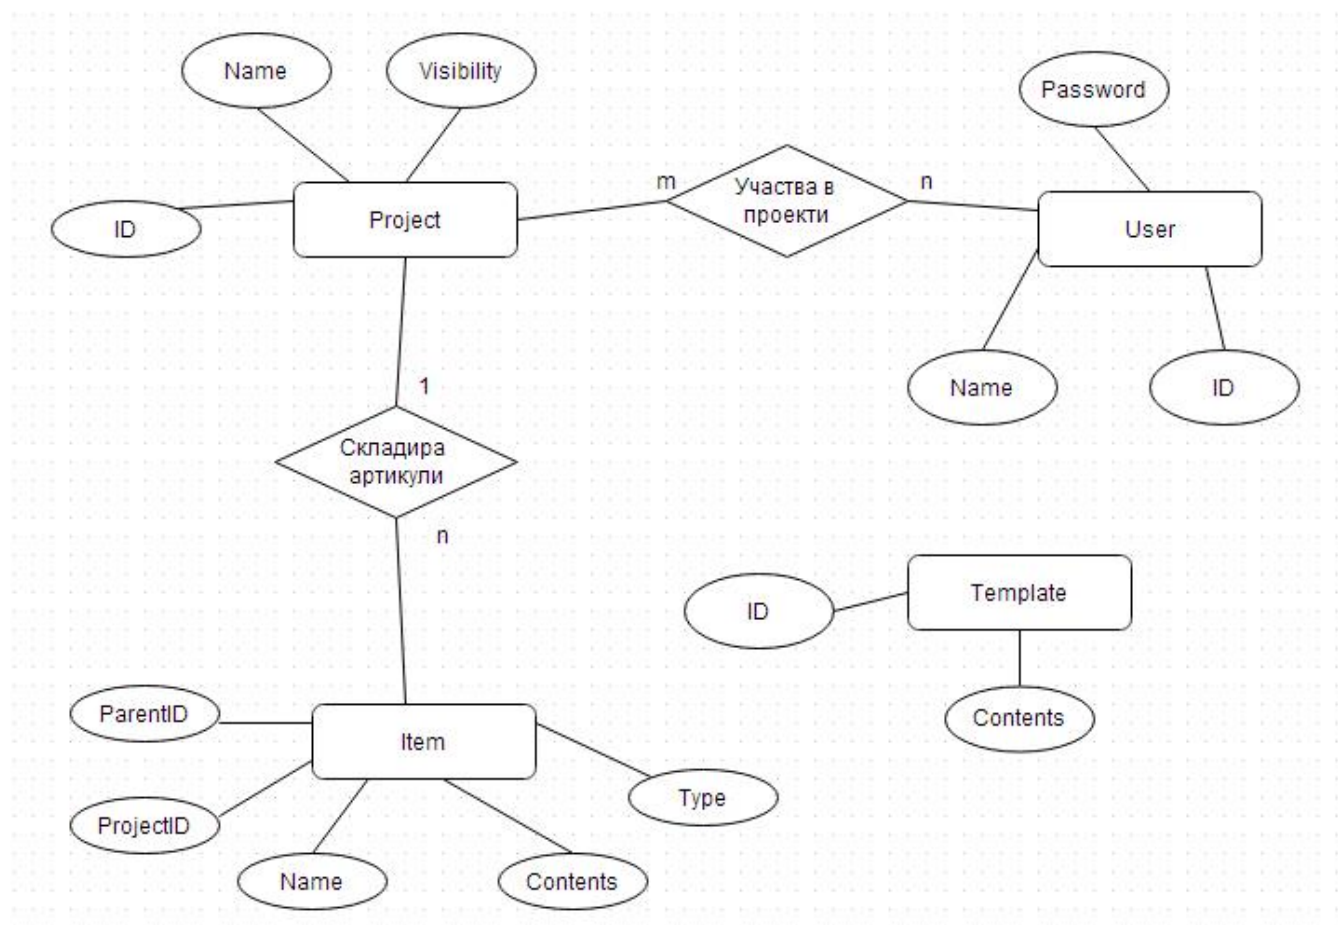 Name
Visibility
Password
m
Участва в
проекти
n
ID
Project
User
1
Name
ID
Складира
артикули
n
ID
Template
ParentID
Item
Contents
Type
ProjectID
Name
Contents